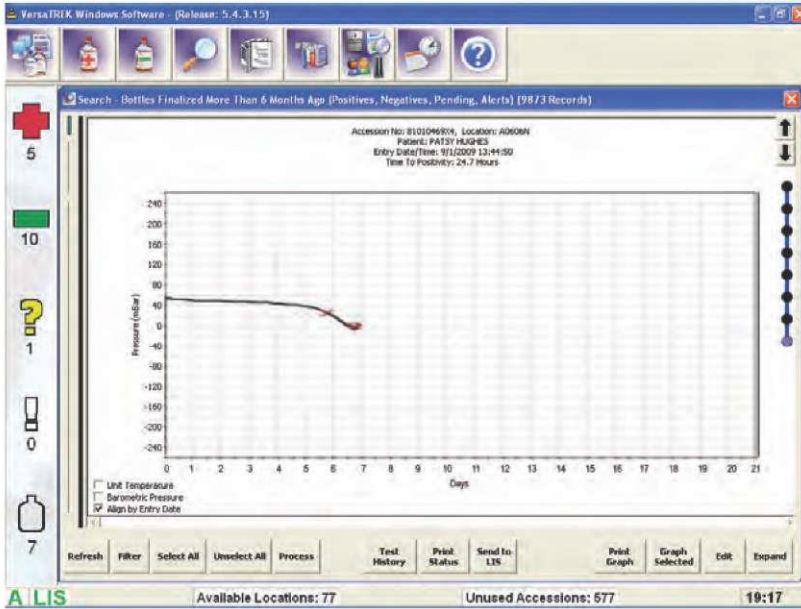 VersaTREK Windows Software - (Release: 5.4.3.15)
Search - Bottles Finalized More Than 6 Months Ago (Positives, Negatives, Pending, Alerts) (9873 Records)
Accession No: 81010469X4, Location: A0606N
Patient: PATSY HUGHES
Entry Date/Time: 9/1/2009 13:44:50
Time To Positivity: 24.7 Hours
5
10
?
1
0
7
240
200
160
120
80
40
0
-40
-80
-120
-160
-200
-240
Pressure (mBar)
0 1 2 3 4 5 6 7 8 9 10 11 12 13 14 15 16 17 18 19 20 21
Days
Unit Temperature
Barometric Pressure
Align by Entry Date
Refresh Filter Select All Unselect All Process Test History Print Status Send to LIS Print Graph Graph Selected Edit Expand
A LIS Available Locations: 77 Unused Accessions: 577 19:17